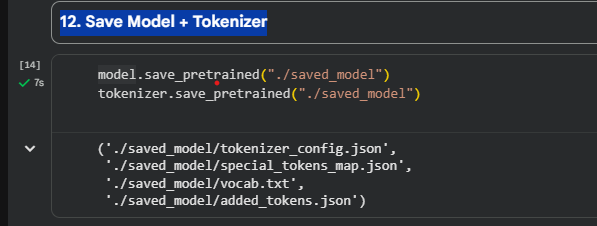 12. Save Model + Tokenizer
[14]
7s
model.save_pretrained("./saved_model")
tokenizer.save_pretrained("./saved_model")
('./saved_model/tokenizer_config.json',
'./saved_model/special_tokens_map.json',
'./saved_model/vocab.txt',
'./saved_model/added_tokens.json')